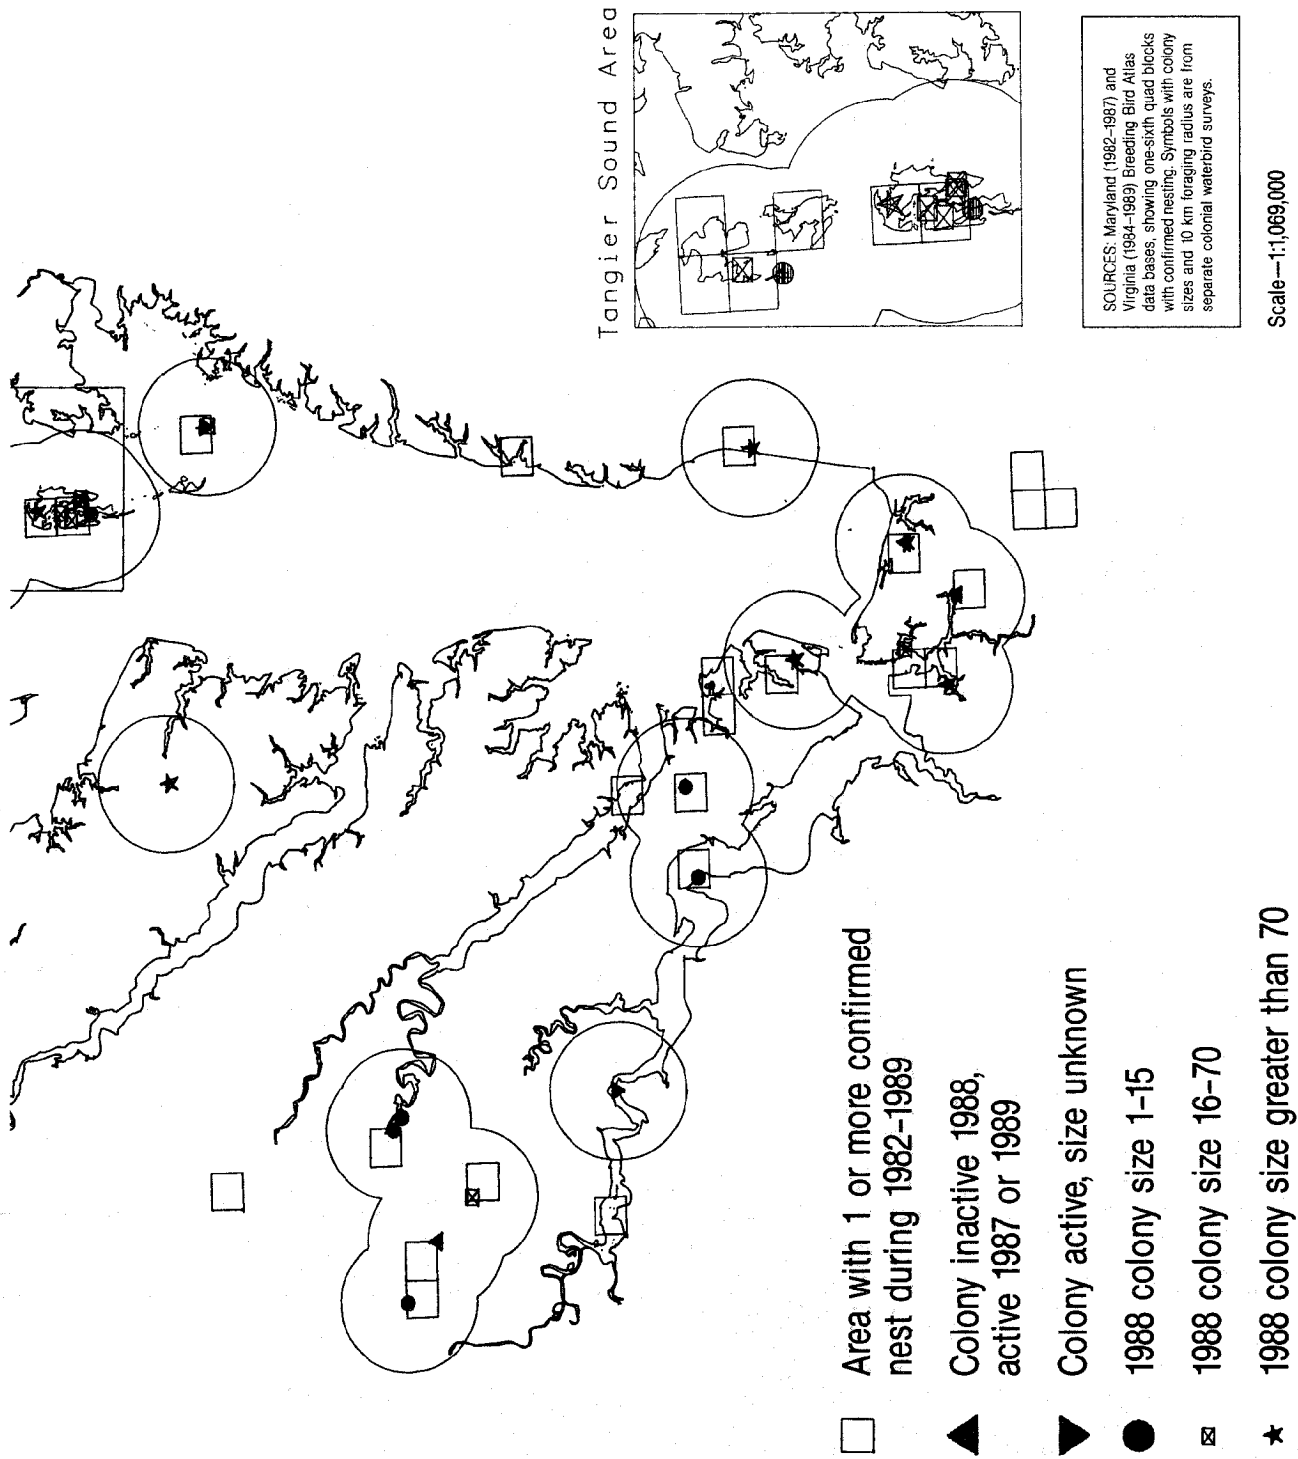 Tangier Sound Area
SOURCES: Maryland (1982–1987) and
Virginia (1984–1989) Breeding Bird Atlas
data bases, showing one-sixth quad blocks
with confirmed nesting. Symbols with colony
sizes and 10 km foraging radius are from
separate colonial waterbird surveys.
Scale—1:1,069,000
Area with 1 or more confirmed
nest during 1982–1989
Colony inactive 1988,
active 1987 or 1989
Colony active, size unknown
1988 colony size 1–15
1988 colony size 16–70
1988 colony size greater than 70